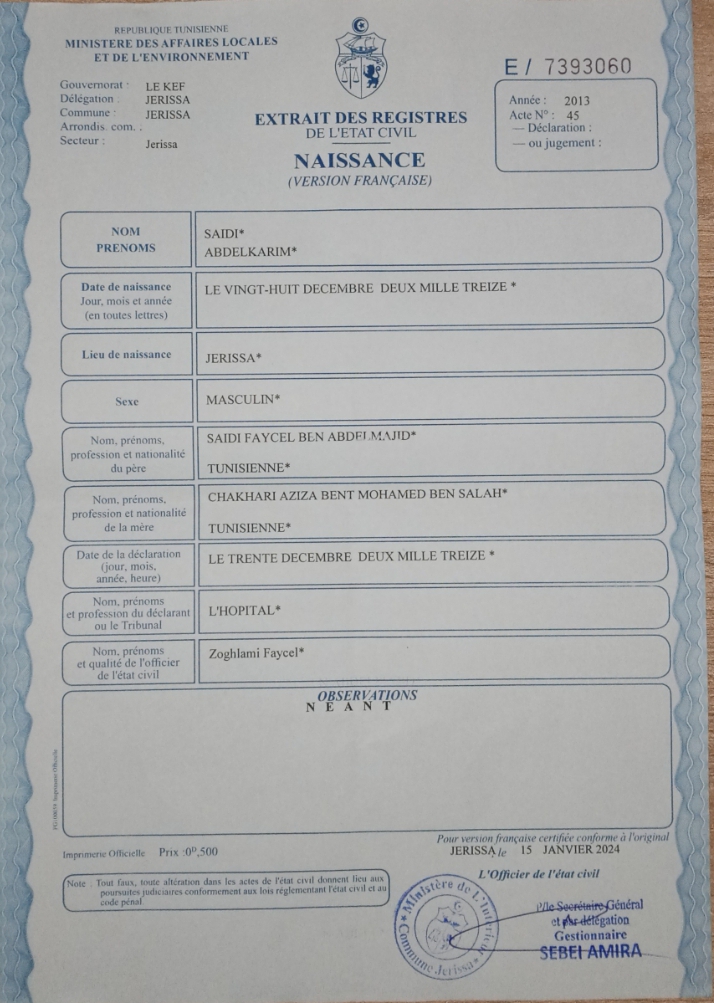 REPUBLIQUE TUNISIENNE
MINISTERE DES AFFAIRES LOCALES
ET DE L'ENVIRONNEMENT
Gouvernorat : LE KEF
Délégation : JERISSA
Commune : JERISSA
Arrondis. com. :
Secteur : Jerissa
EXTRAIT DES REGISTRES
DE L'ETAT CIVIL
NAISSANCE
(VERSION FRANÇAISE)
E / 7393060
Année : 2013
Acte N° : 45
— Déclaration :
— ou jugement :
NOM
PRENOMS
SAIDI*
ABDELKARIM*
Date de naissance
Jour, mois et année
(en toutes lettres)
LE VINGT-HUIT DECEMBRE DEUX MILLE TREIZE *
Lieu de naissance
JERISSA*
Sexe
MASCULIN*
Nom, prénoms,
profession et nationalité
du père
SAIDI FAYCEL BEN ABDELMAJID*
TUNISIENNE*
Nom, prénoms,
profession et nationalité
de la mère
CHAKHARI AZIZA BENT MOHAMED BEN SALAH*
TUNISIENNE*
Date de la déclaration
(jour, mois,
année, heure)
LE TRENTE DECEMBRE DEUX MILLE TREIZE *
Nom, prénoms
et profession du déclarant
ou le Tribunal
L'HOPITAL*
Nom, prénoms
et qualité de l'officier
de l'état civil
Zoghlami Faycel*
OBSERVATIONS
N E A N T
Imprimerie Officielle
Imprimerie Officielle Prix :0ᴰ,500
Note : Tout faux, toute altération dans les actes de l'état civil donnent lieu aux
poursuites judiciaires conformement aux lois réglementant l'état civil et au
code pénal.
Pour version française certifiée conforme à l'original
JERISSA, le 15 JANVIER 2024
L'Officier de l'état civil
Ministère de L'Intérieur
Commune Jerissa
P/le Secrétaire Général
et par délégation
Gestionnaire
SEBEI AMIRA